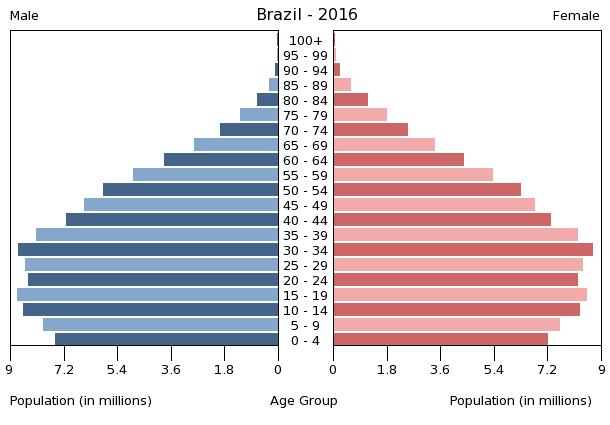 Brazil - 2016
Male Female
100+
95 - 99
90 - 94
85 - 89
80 - 84
75 - 79
70 - 74
65 - 69
60 - 64
55 - 59
50 - 54
45 - 49
40 - 44
35 - 39
30 - 34
25 - 29
20 - 24
15 - 19
10 - 14
5 - 9
0 - 4
9 7.2 5.4 3.6 1.8 0 0 1.8 3.6 5.4 7.2 9
Population (in millions) Age Group Population (in millions)